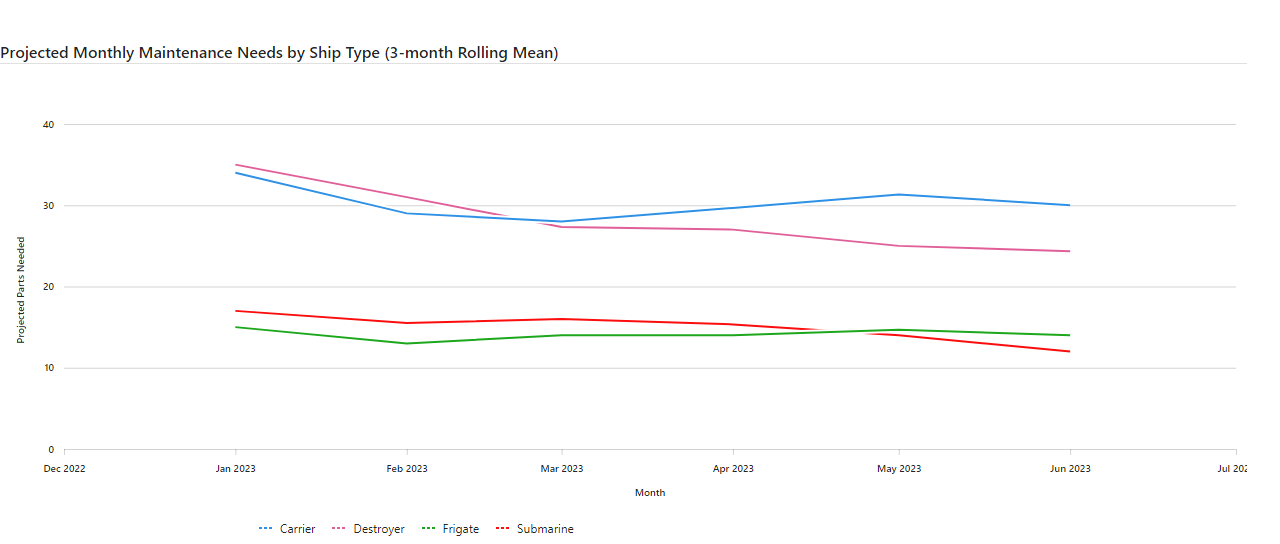 Projected Monthly Maintenance Needs by Ship Type (3-month Rolling Mean)
40
30
20
10
0
Projected Parts Needed
Dec 2022 Jan 2023 Feb 2023 Mar 2023 Apr 2023 May 2023 Jun 2023 Jul 202
Month
Carrier Destroyer Frigate Submarine